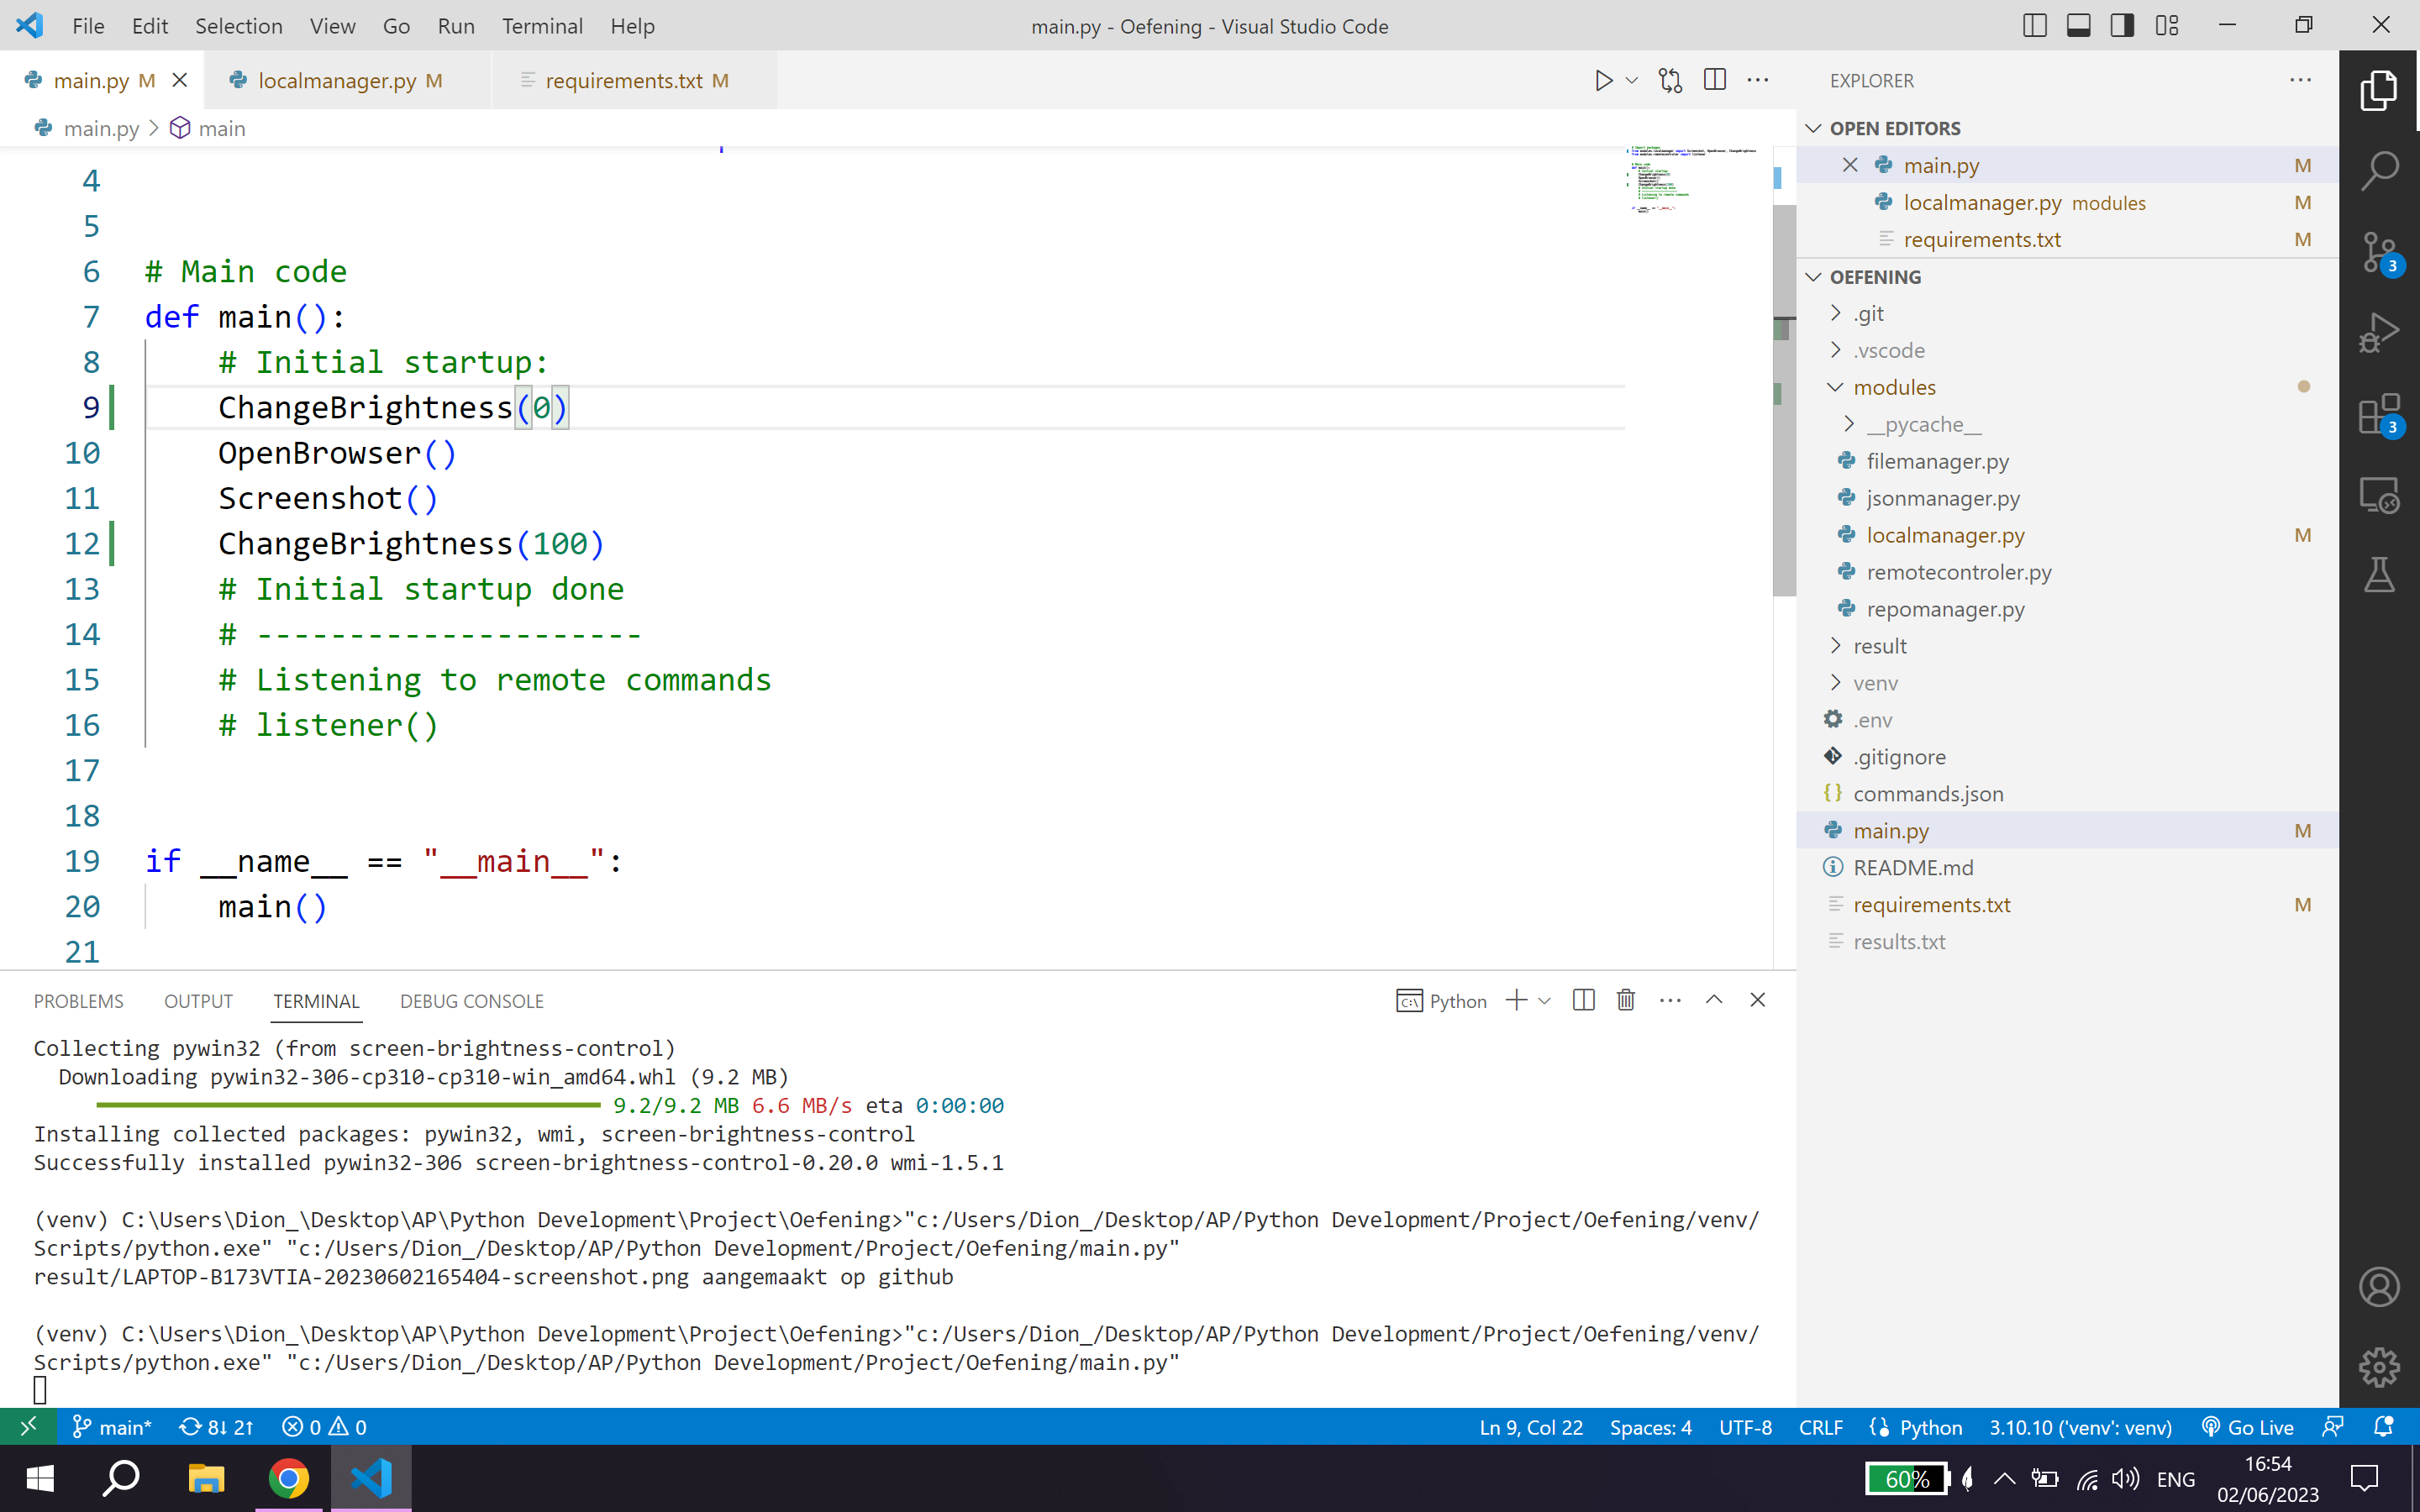 File Edit Selection View Go Run Terminal Help
main.py - Oefening - Visual Studio Code
main.py M
localmanager.py M
requirements.txt M
main.py > main
4
5
6 # Main code
7 def main():
8 # Initial startup:
9 ChangeBrightness(0)
10 OpenBrowser()
11 Screenshot()
12 ChangeBrightness(100)
13 # Initial startup done
14 # ---------------------
15 # Listening to remote commands
16 # listener()
17
18
19 if __name__ == "__main__":
20 main()
21
PROBLEMS OUTPUT TERMINAL DEBUG CONSOLE
Python
Collecting pywin32 (from screen-brightness-control)
Downloading pywin32-306-cp310-cp310-win_amd64.whl (9.2 MB)
9.2/9.2 MB 6.6 MB/s eta 0:00:00
Installing collected packages: pywin32, wmi, screen-brightness-control
Successfully installed pywin32-306 screen-brightness-control-0.20.0 wmi-1.5.1
(venv) C:\Users\Dion_\Desktop\AP\Python Development\Project\Oefening>"c:/Users/Dion_/Desktop/AP/Python Development/Project/Oefening/venv/
Scripts/python.exe" "c:/Users/Dion_/Desktop/AP/Python Development/Project/Oefening/main.py"
result/LAPTOP-B173VTIA-20230602165404-screenshot.png aangemaakt op github
(venv) C:\Users\Dion_\Desktop\AP\Python Development\Project\Oefening>"c:/Users/Dion_/Desktop/AP/Python Development/Project/Oefening/venv/
Scripts/python.exe" "c:/Users/Dion_/Desktop/AP/Python Development/Project/Oefening/main.py"
EXPLORER
OPEN EDITORS
main.py M
localmanager.py modules M
requirements.txt M
OEFENING
.git
.vscode
modules
__pycache__
filemanager.py
jsonmanager.py
localmanager.py M
remotecontroler.py
repomanager.py
result
venv
.env
.gitignore
commands.json
main.py M
README.md
requirements.txt M
results.txt
3
3
main* 8↓ 2↑ 0 0
Ln 9, Col 22 Spaces: 4 UTF-8 CRLF Python 3.10.10 ('venv': venv) Go Live
60% ENG
16:54
02/06/2023